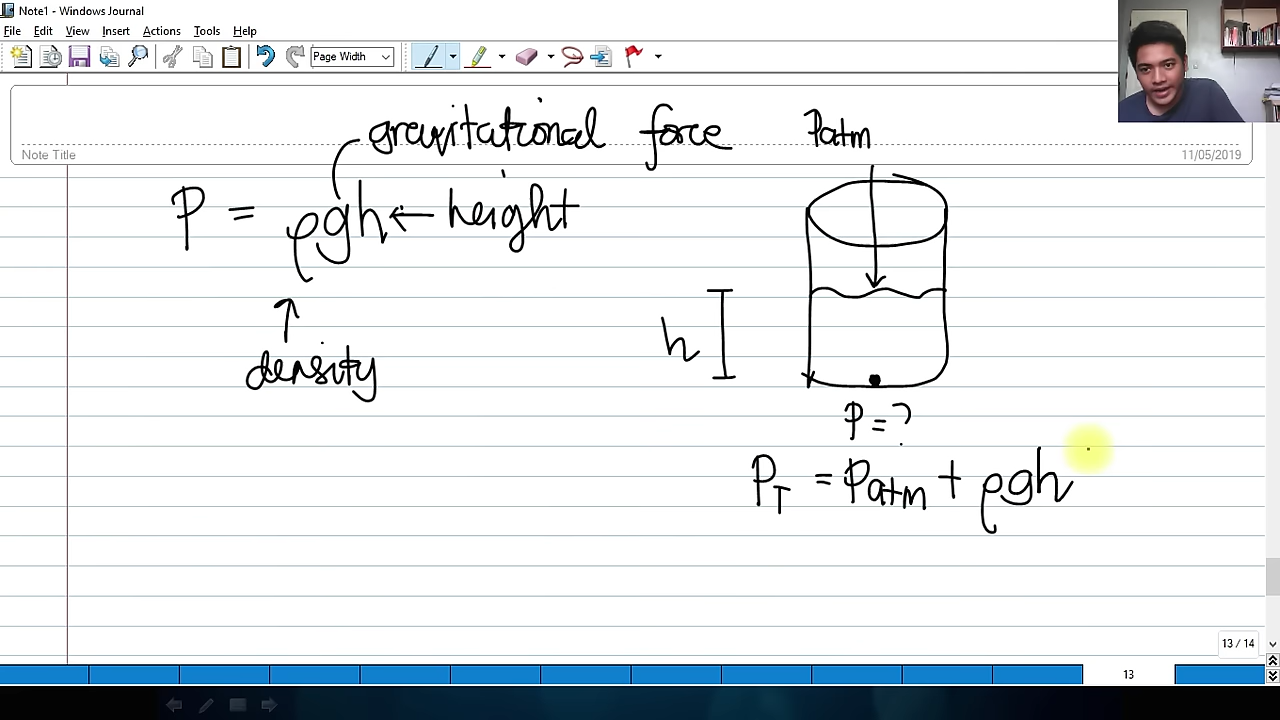 Note1 - Windows Journal
File Edit View Insert Actions Tools Help
Page Width
gravitational force
Patm
Note Title
11/05/2019
P = ρgh ← height
density
h
P = ?
PT = Patm + ρgh
13 / 14
13